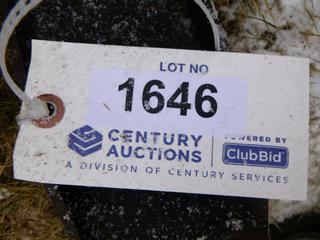 LOT NO
1646
CENTURY
AUCTIONS
POWERED BY
ClubBid
A DIVISION OF CENTURY SERVICES